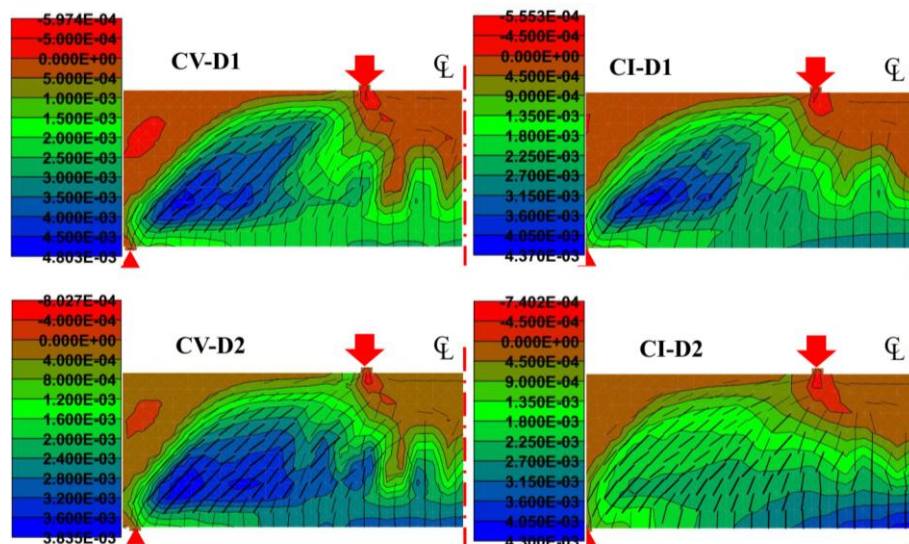 -5.974E-04
-5.000E-04
0.000E+00
5.000E-04
1.000E-03
1.500E-03
2.000E-03
2.500E-03
3.000E-03
3.500E-03
4.000E-03
4.500E-03
4.803E-03
CV-D1
℄
-5.553E-04
-4.500E-04
0.000E+00
4.500E-04
9.000E-04
1.350E-03
1.800E-03
2.250E-03
2.700E-03
3.150E-03
3.600E-03
4.050E-03
4.370E-03
CI-D1
℄
-8.027E-04
-4.000E-04
0.000E+00
4.000E-04
8.000E-04
1.200E-03
1.600E-03
2.000E-03
2.400E-03
2.800E-03
3.200E-03
3.600E-03
3.835E-03
CV-D2
℄
-7.402E-04
-4.500E-04
0.000E+00
4.500E-04
9.000E-04
1.350E-03
1.800E-03
2.250E-03
2.700E-03
3.150E-03
3.600E-03
4.050E-03
CI-D2
℄